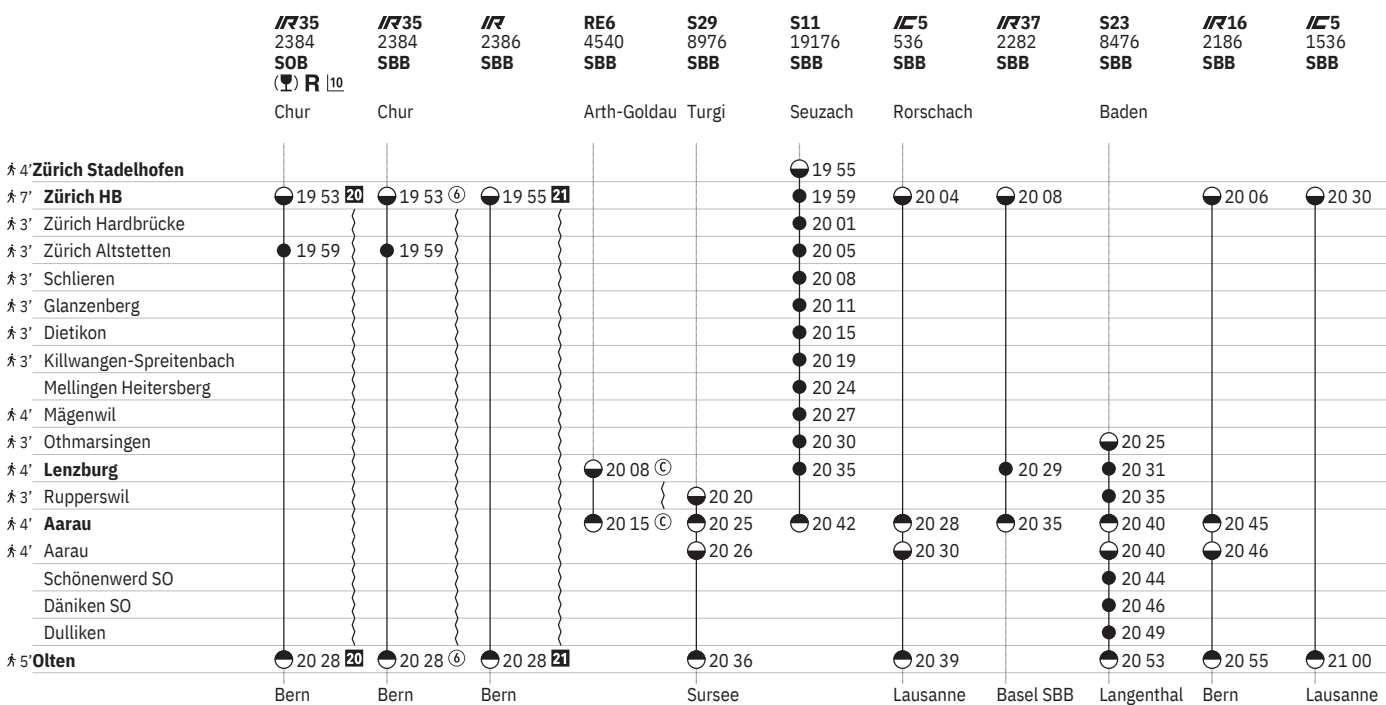 IR35 IR35 IR RE6 S29 S11 IC5 IR37 S23 IR16 IC5
2384 2384 2386 4540 8976 19176 536 2282 8476 2186 1536
SOB SBB SBB SBB SBB SBB SBB SBB SBB SBB SBB
R 10
Chur Chur Arth-Goldau Turgi Seuzach Rorschach Baden
4’ Zürich Stadelhofen 19 55
7’ Zürich HB 19 53 20 19 53 6 19 55 21 19 59 20 04 20 08 20 06 20 30
3’ Zürich Hardbrücke 20 01
3’ Zürich Altstetten 19 59 19 59 20 05
3’ Schlieren 20 08
3’ Glanzenberg 20 11
3’ Dietikon 20 15
3’ Killwangen-Spreitenbach 20 19
Mellingen Heitersberg 20 24
4’ Mägenwil 20 27
3’ Othmarsingen 20 30 20 25
4’ Lenzburg 20 08 C 20 35 20 29 20 31
3’ Rupperswil 20 20 20 35
4’ Aarau 20 15 C 20 25 20 42 20 28 20 35 20 40 20 45
4’ Aarau 20 26 20 30 20 40 20 46
Schönenwerd SO 20 44
Däniken SO 20 46
Dulliken 20 49
5’ Olten 20 28 20 20 28 6 20 28 21 20 36 20 39 20 53 20 55 21 00
Bern Bern Bern Sursee Lausanne Basel SBB Langenthal Bern Lausanne